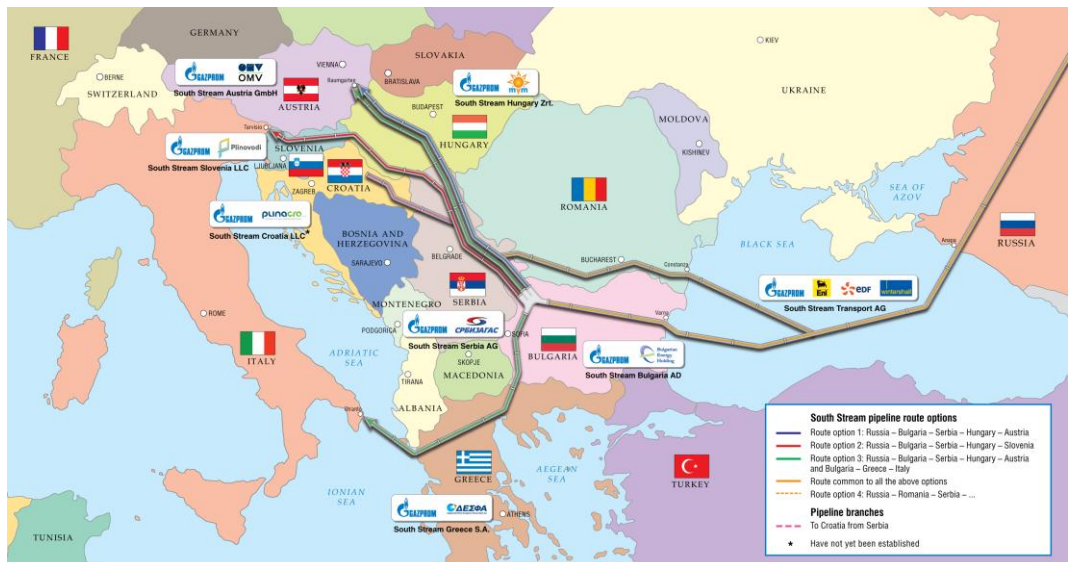 FRANCE
GERMANY
BERNE
SWITZERLAND
GAZPROM
OMV
South Stream Austria GmbH
VIENNA
Baumgarten
AUSTRIA
SLOVAKIA
BRATISLAVA
BUDAPEST
GAZPROM
South Stream Hungary Zrt.
HUNGARY
KIEV
UKRAINE
MOLDOVA
KISHINEV
SEA OF
AZOV
RUSSIA
Tarvisio
GAZPROM
Plinovodi
South Stream Slovenia LLC
SLOVENIA
LJUBLJANA
ZAGREB
CROATIA
GAZPROM
South Stream Croatia LLC*
BOSNIA AND
HERZEGOVINA
SARAJEVO
BELGRADE
SERBIA
ROMANIA
BUCHAREST
Constanza
BLACK SEA
Anapa
GAZPROM
Eni
eDF
wintershall
South Stream Transport AG
MONTENEGRO
PODGORICA
GAZPROM
СРБИЈАГАС
South Stream Serbia AG
SOFIA
Varna
BULGARIA
GAZPROM
Bulgarian
Energy
Holding
South Stream Bulgaria AD
SKOPJE
MACEDONIA
TIRANA
ALBANIA
ROME
ITALY
ADRIATIC
SEA
Otranto
IONIAN
SEA
GREECE
AEGEAN
SEA
ATHENS
GAZPROM
ΔΕΣΦΑ
South Stream Greece S.A.
TURKEY
TUNISIA
South Stream pipeline route options
Route option 1: Russia – Bulgaria – Serbia – Hungary – Austria
Route option 2: Russia – Bulgaria – Serbia – Hungary – Slovenia
Route option 3: Russia – Bulgaria – Serbia – Hungary – Austria
and Bulgaria – Greece – Italy
Route common to all the above options
Route option 4: Russia – Romania – Serbia – ...
Pipeline branches
To Croatia from Serbia
* Have not yet been established